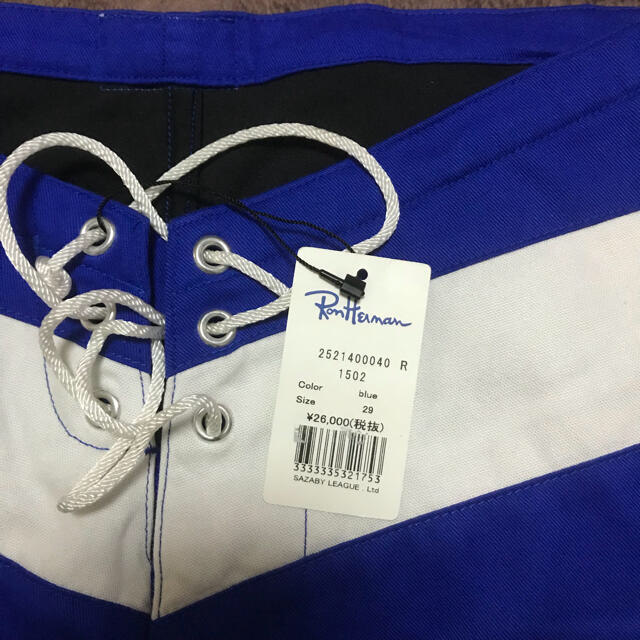 Ron Herman
2521400040 R
1502
Color blue
Size 29
¥26,000(税抜)
3333335321753
SAZABY LEAGUE . Ltd